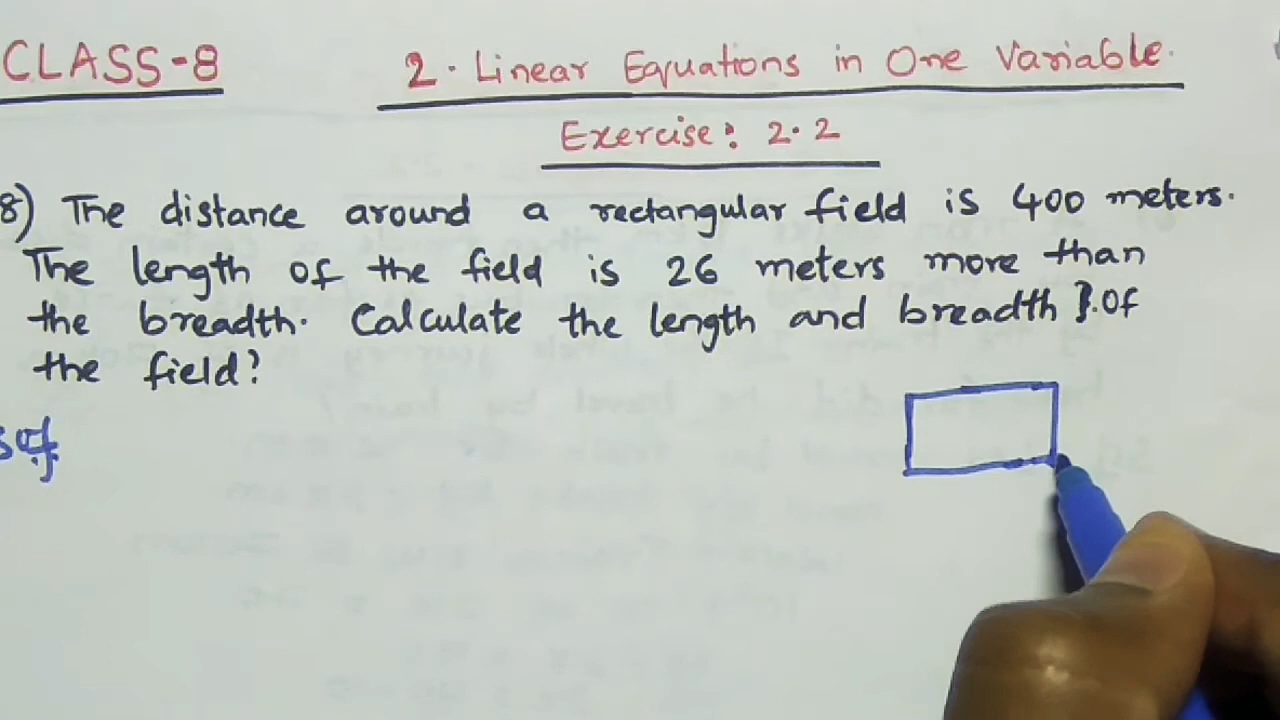 CLASS-8
2. Linear Equations in One Variable.
Exercise: 2.2
8) The distance around a rectangular field is 400 meters.
The length of the field is 26 meters more than
the breadth. Calculate the length and breadth of
the field?